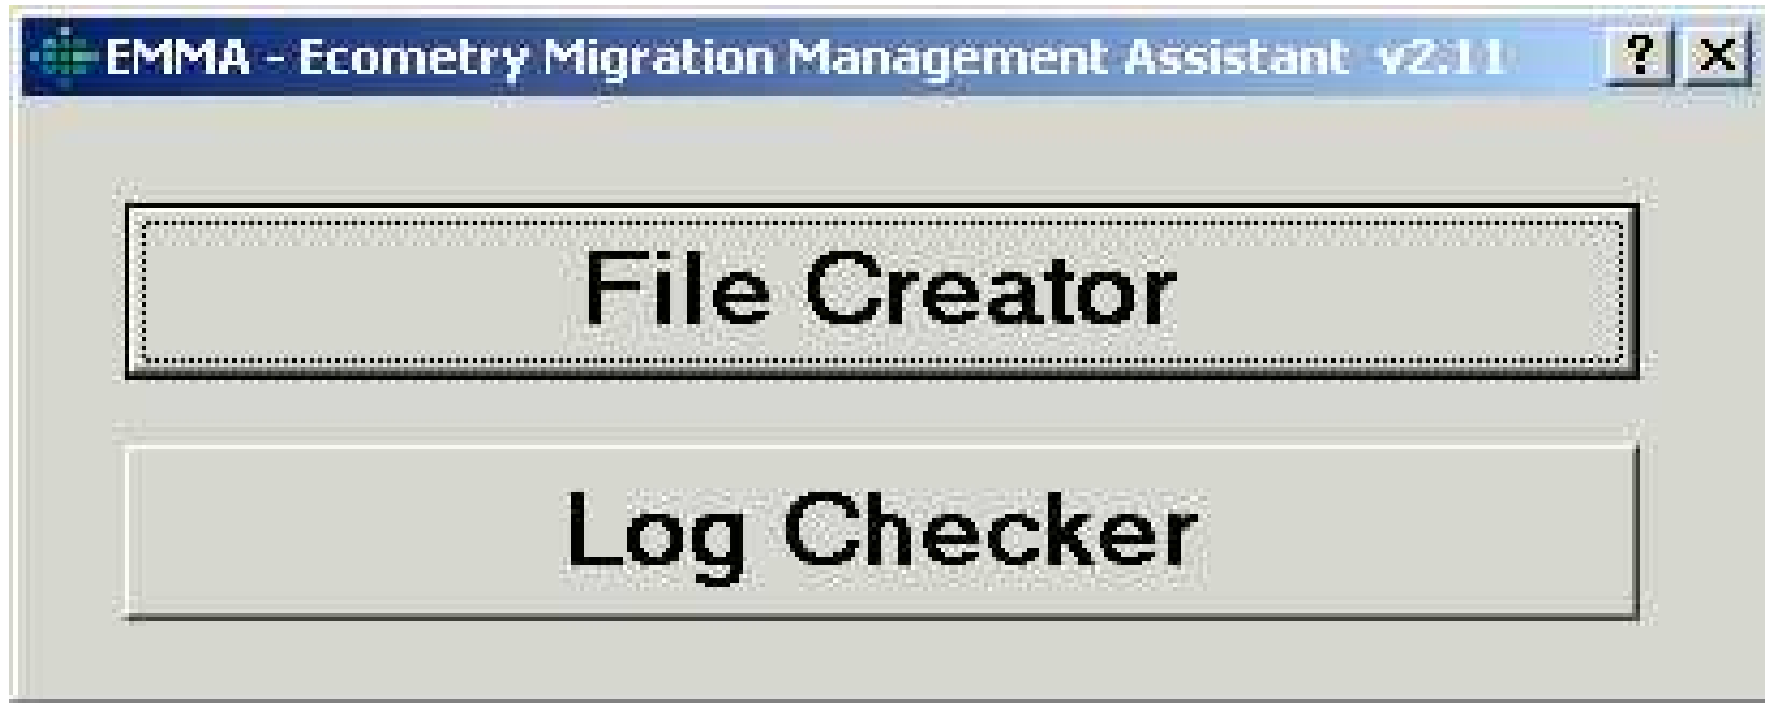 EMMA - Ecometry Migration Management Assistant v2.11
File Creator
Log Checker